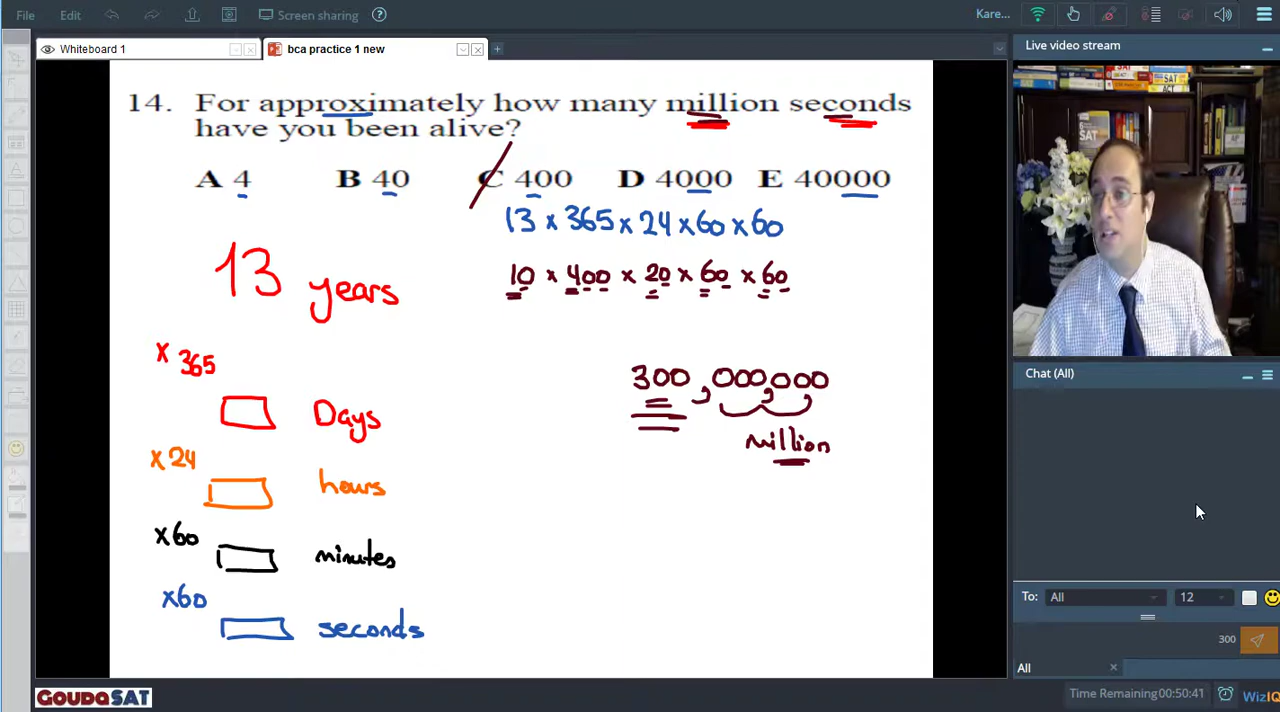 File Edit Screen sharing Kare...
Whiteboard 1 bca practice 1 new
Live video stream
14. For approximately how many million seconds
have you been alive?
A 4 B 40 C 400 D 4000 E 40000
13 x 365 x 24 x 60 x 60
10 x 400 x 20 x 60 x 60
13 years
x 365
Days
300,000,000
million
x24
hours
x60
minutes
x60
seconds
Chat (All)
To: All 12
300
All
Time Remaining 00:50:41 WizIQ
GOUDASAT